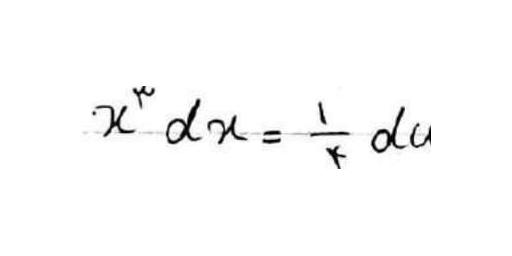 x^۳ dx = ۱/۴ du